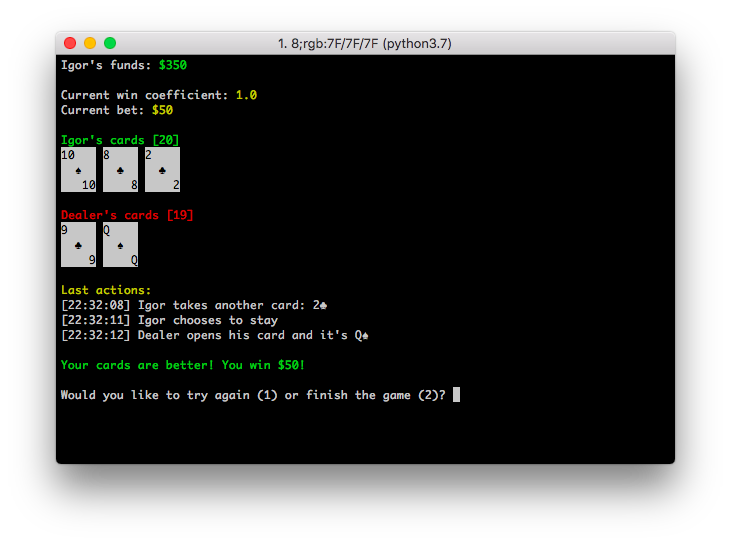 1. 8;rgb:7F/7F/7F (python3.7)
Igor's funds: $350
Current win coefficient: 1.0
Current bet: $50
Igor's cards [20]
10 8 2
♠ ♣ ♣
10 8 2
Dealer's cards [19]
9 Q
♣ ♠
9 Q
Last actions:
[22:32:08] Igor takes another card: 2♣
[22:32:11] Igor chooses to stay
[22:32:12] Dealer opens his card and it's Q♠
Your cards are better! You win $50!
Would you like to try again (1) or finish the game (2)?